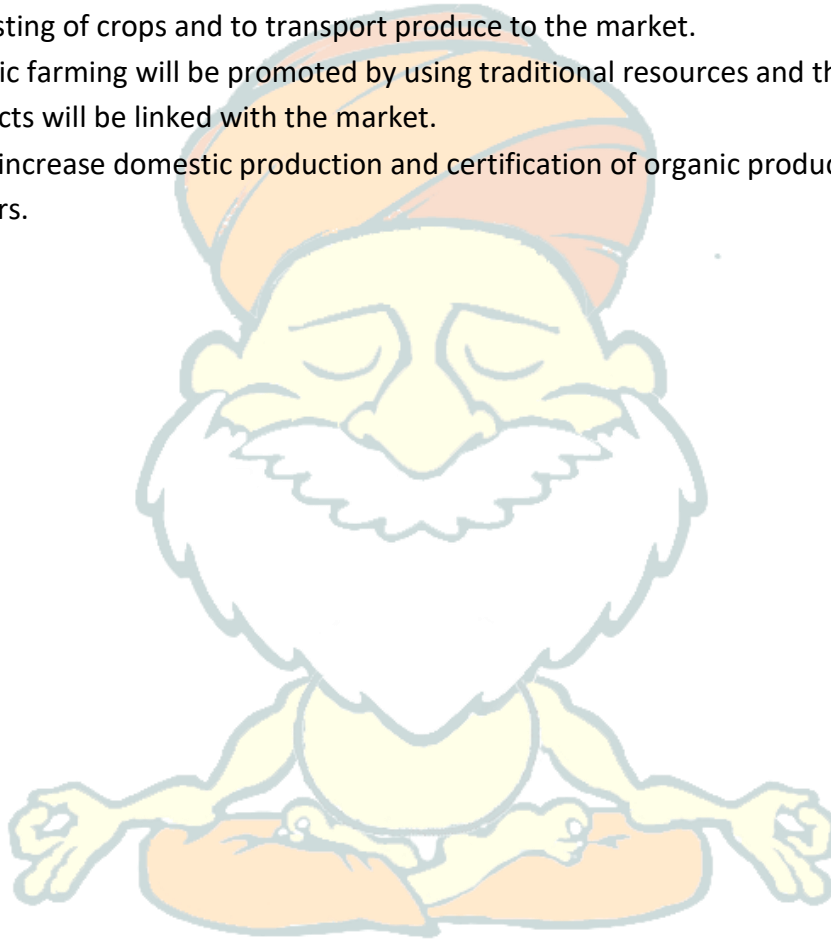 sting of crops and to transport produce to the market.
ic farming will be promoted by using traditional resources and th
cts will be linked with the market.
increase domestic production and certification of organic produc
rs.